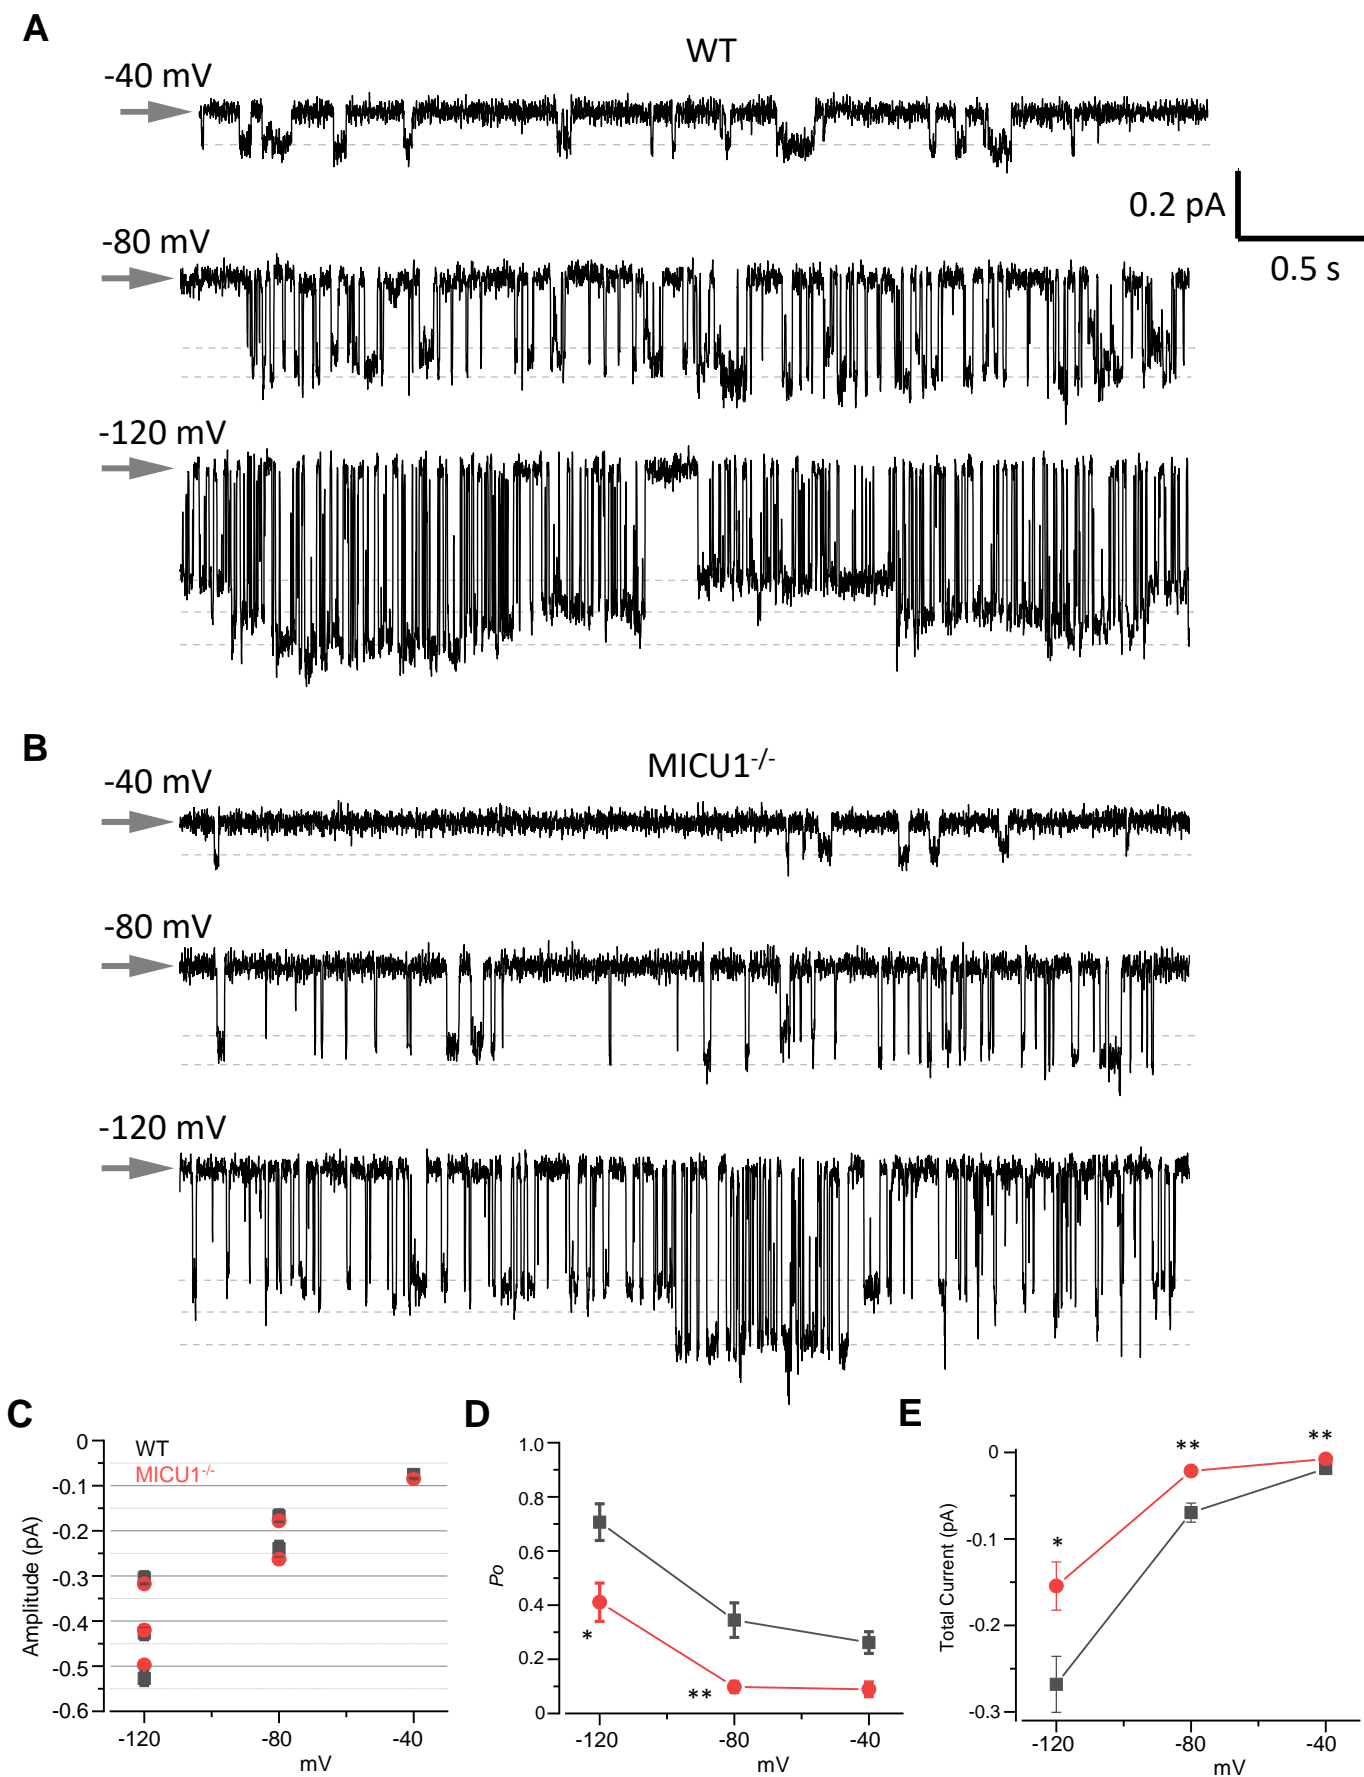 A
WT
-40 mV
0.2 pA
0.5 s
-80 mV
-120 mV
B
MICU1-/-
-40 mV
-80 mV
-120 mV
C
WT
MICU1-/-
Amplitude (pA)
0
-0.1
-0.2
-0.3
-0.4
-0.5
-0.6
-120
-80
-40
mV
D
Po
1.0
0.8
0.6
0.4
0.2
0
*
**
-120
-80
-40
mV
E
Total Current (pA)
0
-0.1
-0.2
-0.3
*
**
**
-120
-80
-40
mV